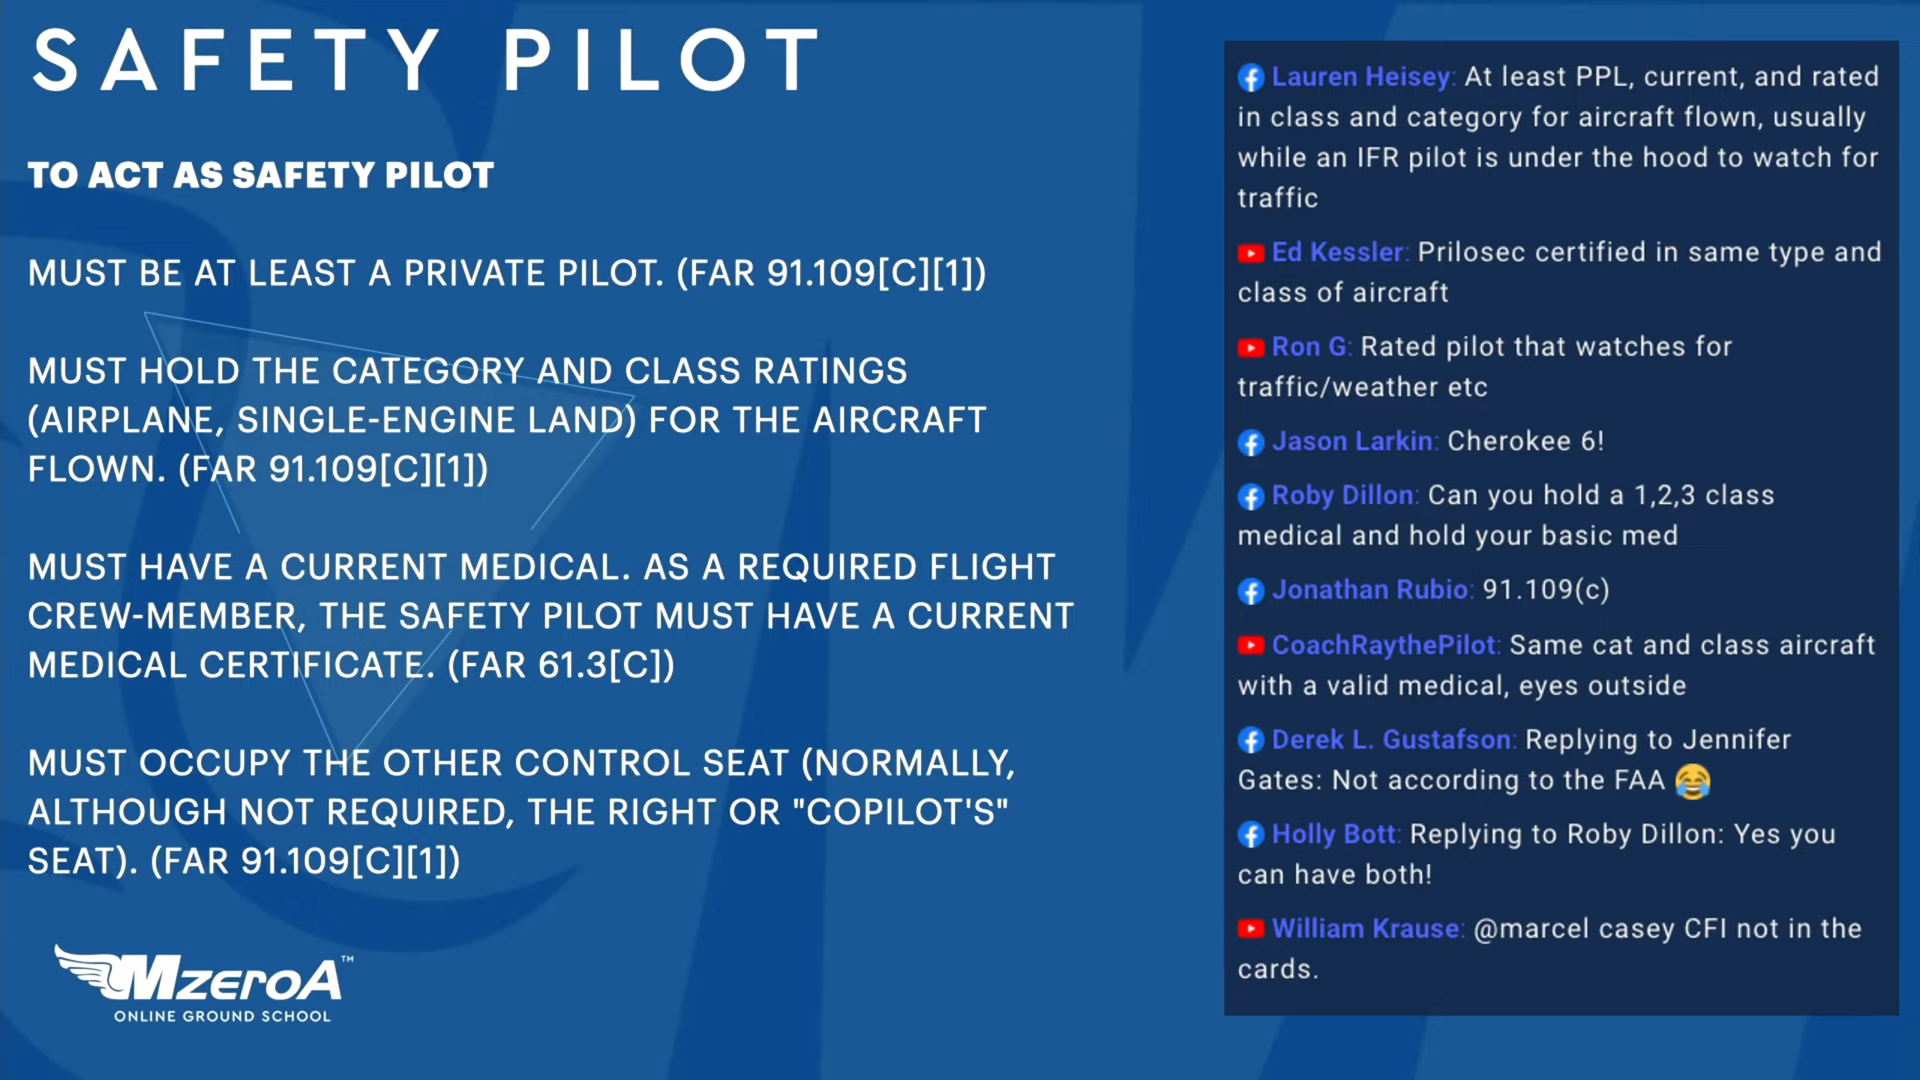 SAFETY PILOT
TO ACT AS SAFETY PILOT
MUST BE AT LEAST A PRIVATE PILOT. (FAR 91.109[C][1])
MUST HOLD THE CATEGORY AND CLASS RATINGS
(AIRPLANE, SINGLE-ENGINE LAND) FOR THE AIRCRAFT
FLOWN. (FAR 91.109[C][1])
MUST HAVE A CURRENT MEDICAL. AS A REQUIRED FLIGHT
CREW-MEMBER, THE SAFETY PILOT MUST HAVE A CURRENT
MEDICAL CERTIFICATE. (FAR 61.3[C])
MUST OCCUPY THE OTHER CONTROL SEAT (NORMALLY,
ALTHOUGH NOT REQUIRED, THE RIGHT OR "COPILOT'S"
SEAT). (FAR 91.109[C][1])
MZEROA™
ONLINE GROUND SCHOOL
Lauren Heisey: At least PPL, current, and rated
in class and category for aircraft flown, usually
while an IFR pilot is under the hood to watch for
traffic
Ed Kessler: Prilosec certified in same type and
class of aircraft
Ron G: Rated pilot that watches for
traffic/weather etc
Jason Larkin: Cherokee 6!
Roby Dillon: Can you hold a 1,2,3 class
medical and hold your basic med
Jonathan Rubio: 91.109(c)
CoachRaythePilot: Same cat and class aircraft
with a valid medical, eyes outside
Derek L. Gustafson: Replying to Jennifer
Gates: Not according to the FAA 😂
Holly Bott: Replying to Roby Dillon: Yes you
can have both!
William Krause: @marcel casey CFI not in the
cards.